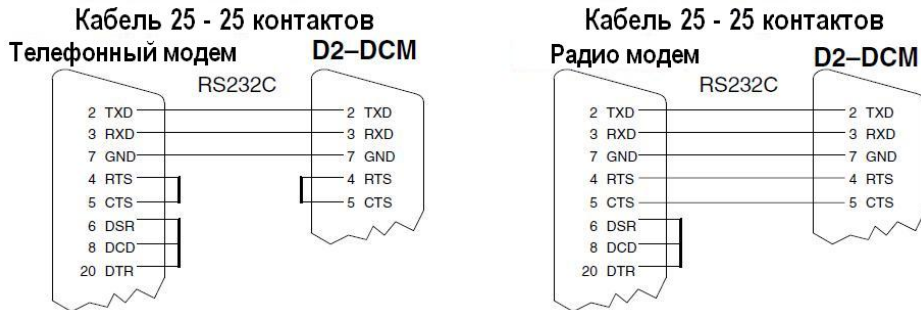 Кабель 25 - 25 контактов
Телефонный модем
D2–DCM
RS232C
2 TXD
2 TXD
3 RXD
3 RXD
7 GND
7 GND
4 RTS
4 RTS
5 CTS
5 CTS
6 DSR
8 DCD
20 DTR
Кабель 25 - 25 контактов
Радио модем
D2–DCM
RS232C
2 TXD
2 TXD
3 RXD
3 RXD
7 GND
7 GND
4 RTS
4 RTS
5 CTS
5 CTS
6 DSR
8 DCD
20 DTR